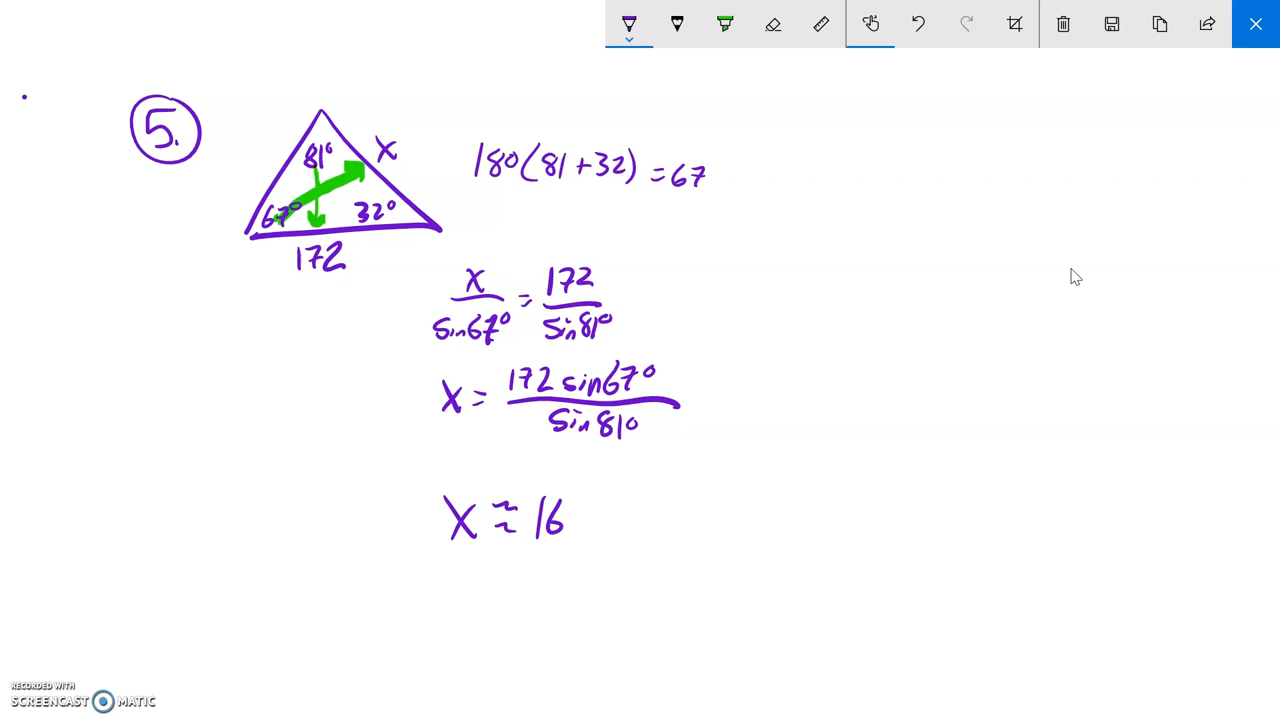 5.
81°
x
67°
32°
172
180(81+32) = 67
x/sin67° = 172/sin81°
x = 172 sin67°/sin81°
x ≈ 16
RECORDED WITH
SCREENCAST MATIC